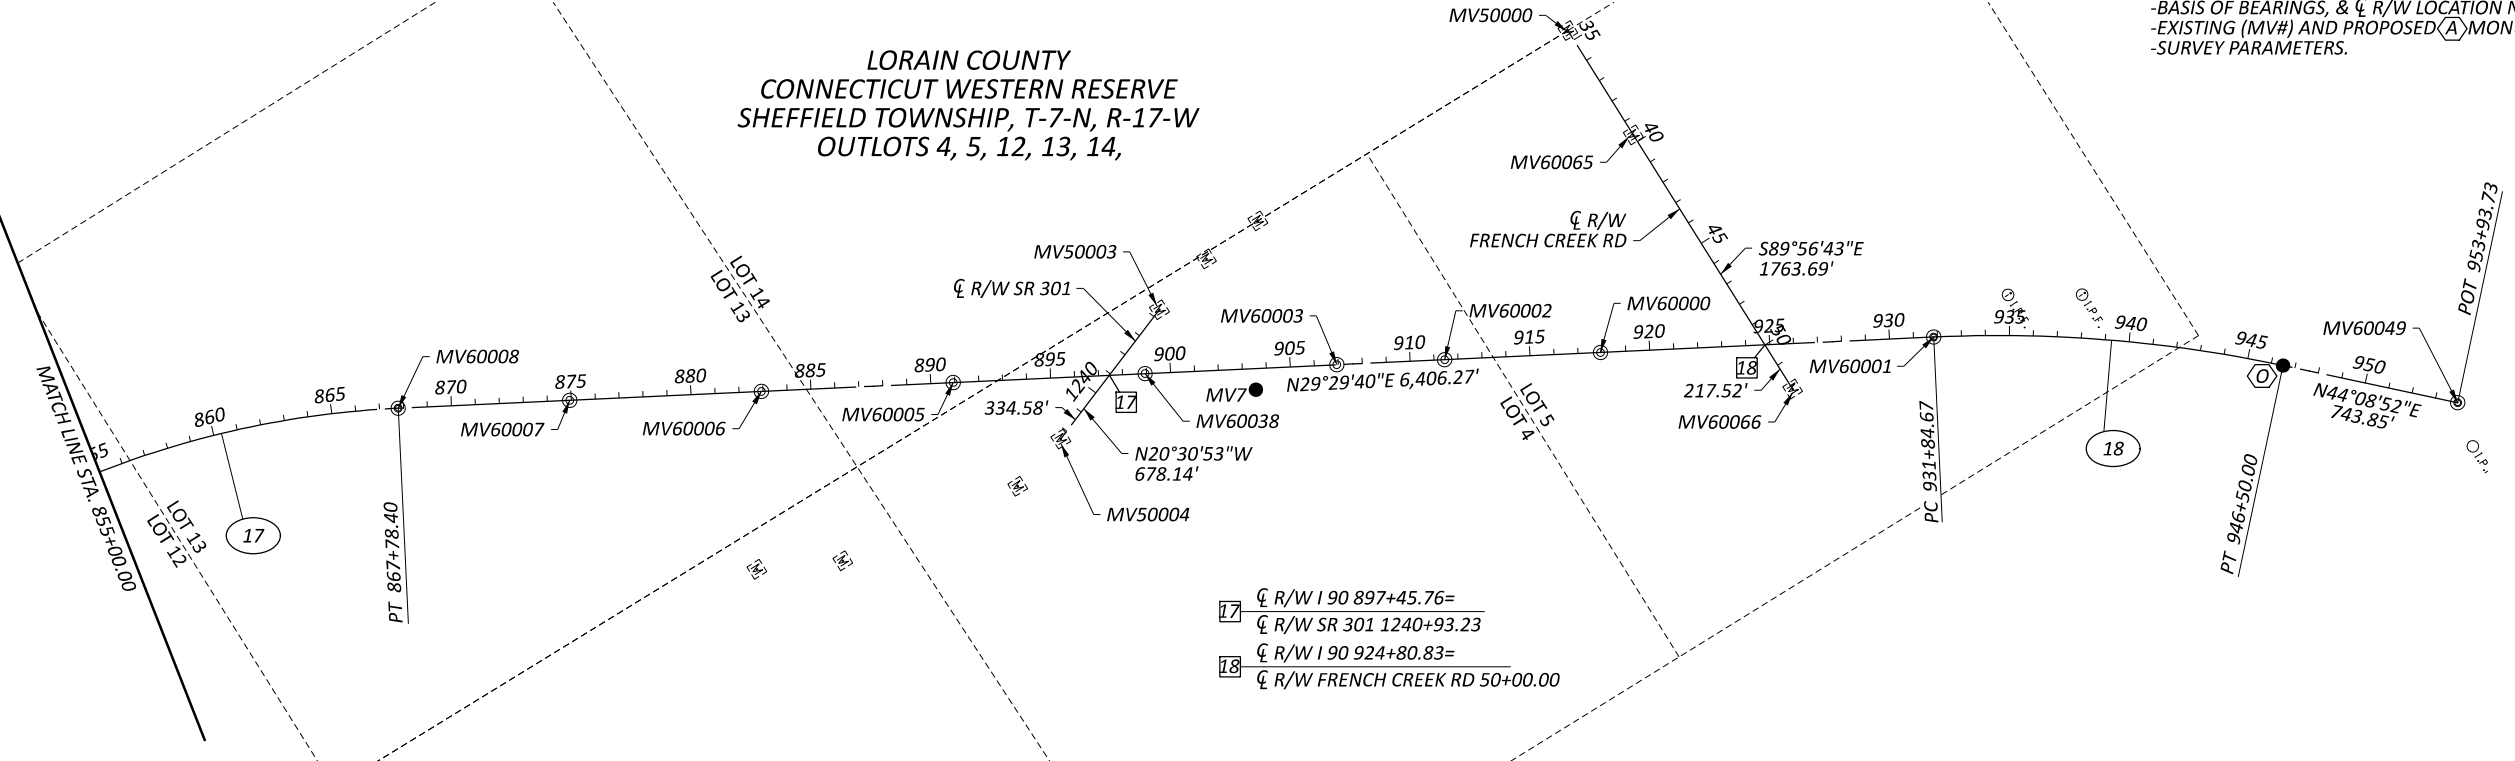 -BASIS OF BEARINGS, & ℄ R/W LOCATION
-EXISTING (MV#) AND PROPOSED A MON
-SURVEY PARAMETERS.
LORAIN COUNTY
CONNECTICUT WESTERN RESERVE
SHEFFIELD TOWNSHIP, T-7-N, R-17-W
OUTLOTS 4, 5, 12, 13, 14,
MV50000
35
40
MV60065
℄ R/W
FRENCH CREEK RD
45
S89°56'43"E
1763.69'
50
MV50003
℄ R/W SR 301
LOT 14
LOT 13
MV60003
MV60002
MV60000
MV60049
POT 953+93.73
I.P.F.
I.P.F.
MV60008
860
865
870
875
880
885
890
895
900
905
910
915
920
925
930
935
940
945
950
MATCH LINE STA. 855+00.00
MV60007
MV60006
MV60005
1240
334.58'
17
MV60038
MV7
N29°29'40"E 6,406.27'
18
217.52'
MV60066
MV60001
O
N44°08'52"E
743.85'
I.P.
N20°30'53"W
678.14'
MV50004
LOT 5
LOT 4
18
PC 931+84.67
PT 946+50.00
LOT 13
LOT 12
17
PT 867+78.40
17 ℄ R/W I 90 897+45.76=
℄ R/W SR 301 1240+93.23
18 ℄ R/W I 90 924+80.83=
℄ R/W FRENCH CREEK RD 50+00.00